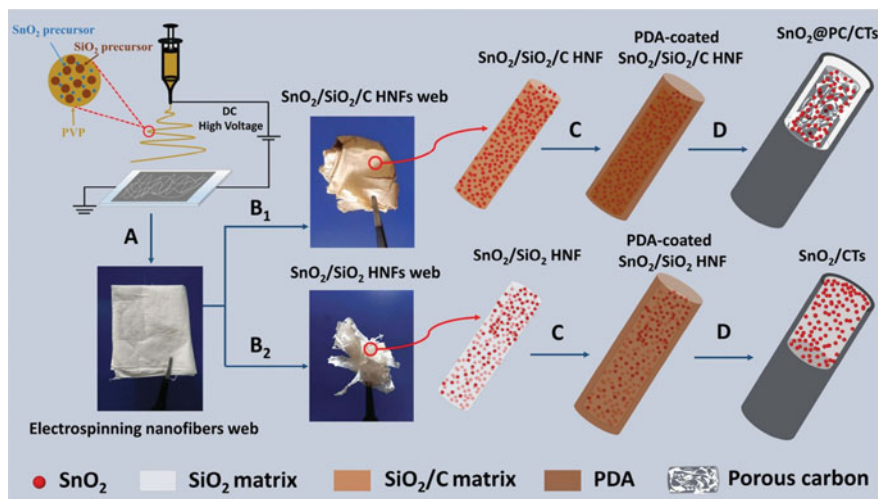 SnO₂ precursor
SiO₂ precursor
PVP
DC
High Voltage
A
Electrospinning nanofibers web
B₁
B₂
SnO₂/SiO₂/C HNFs web
SnO₂/SiO₂ HNFs web
SnO₂/SiO₂/C HNF
C
PDA-coated
SnO₂/SiO₂/C HNF
D
SnO₂@PC/CTs
SnO₂/SiO₂ HNF
C
PDA-coated
SnO₂/SiO₂ HNF
D
SnO₂/CTs
SnO₂
SiO₂ matrix
SiO₂/C matrix
PDA
Porous carbon